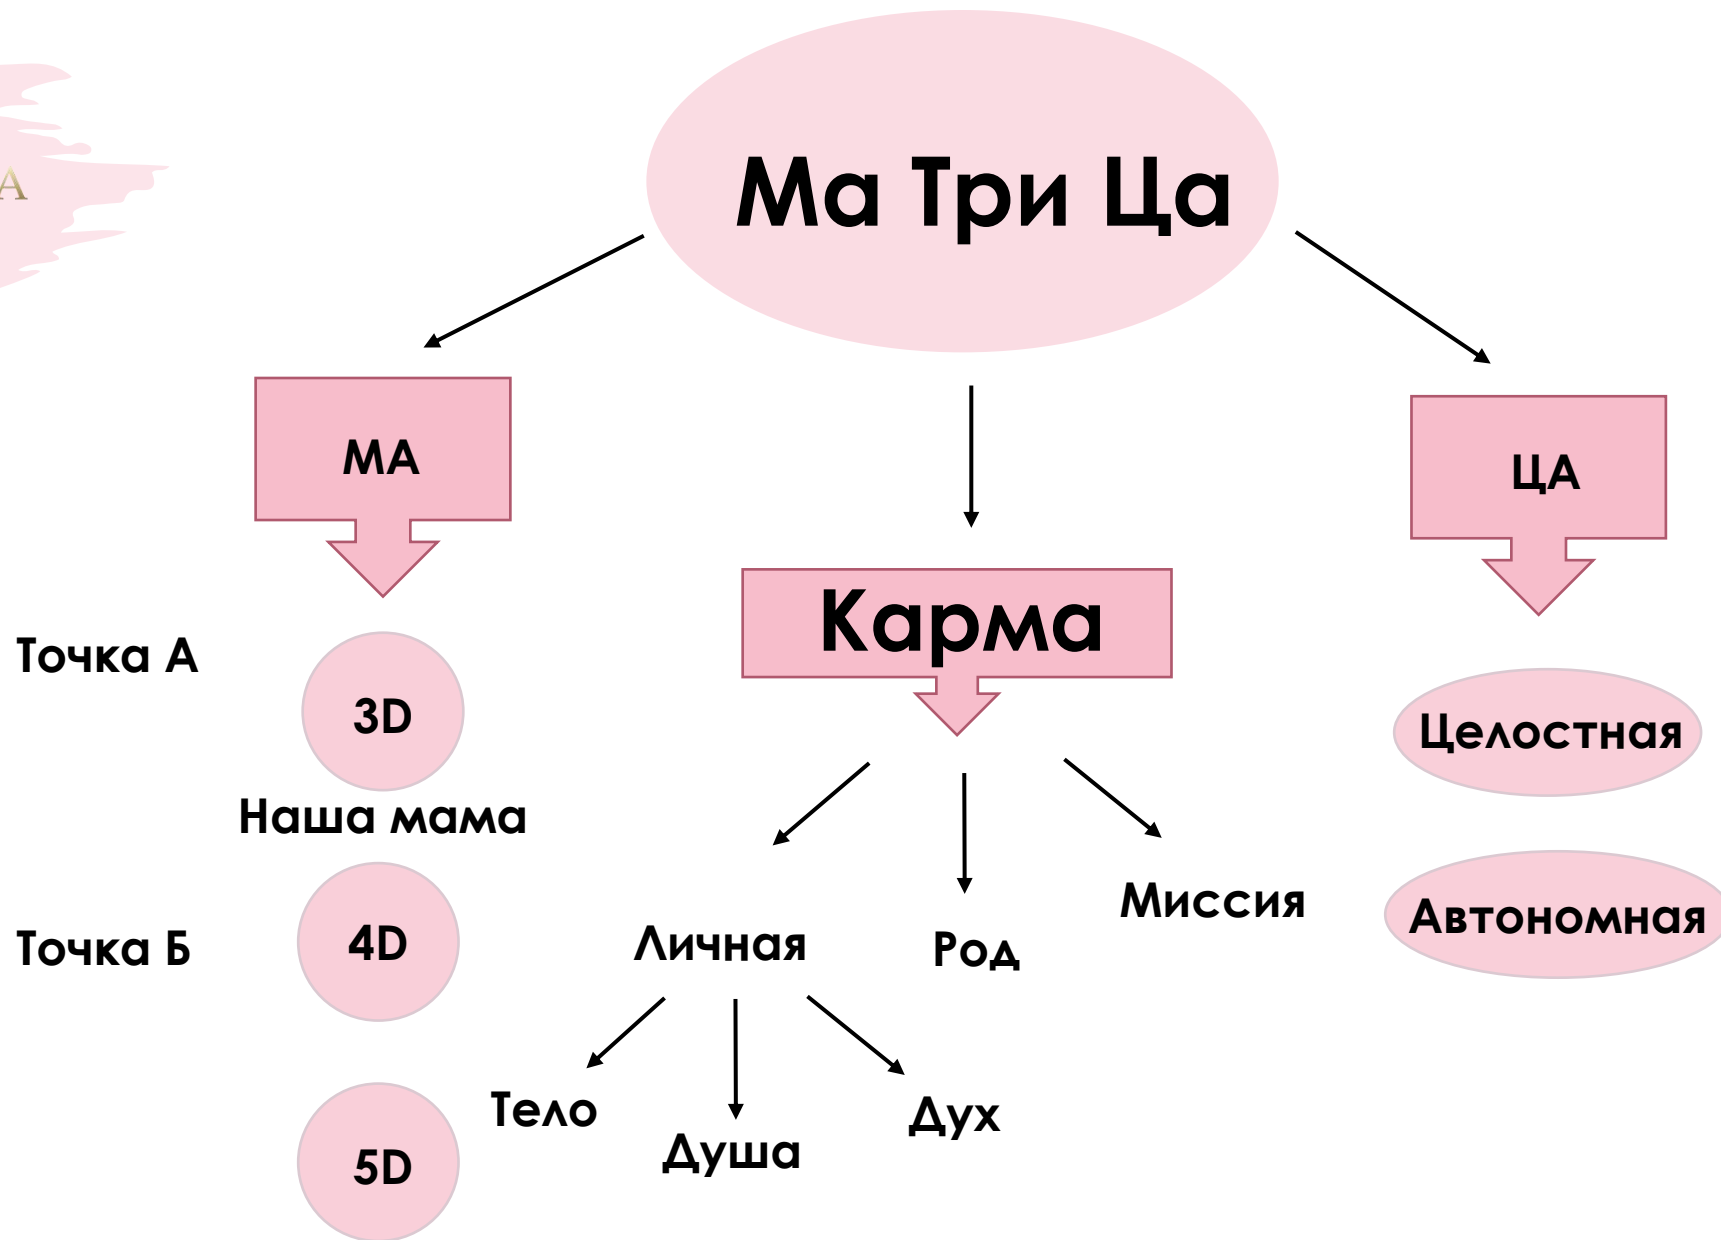 А
Ма Три Ца
МА
ЦА
Карма
Точка А
3D
Наша мама
Целостная
Точка Б
4D
Личная
Род
Миссия
Автономная
Тело
Душа
Дух
5D